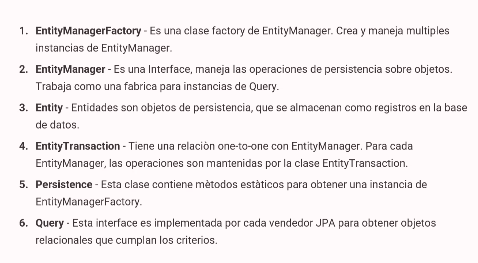 1. EntityManagerFactory - Es una clase factory de EntityManager. Crea y maneja multiples
instancias de EntityManager.
2. EntityManager - Es una Interface, maneja las operaciones de persistencia sobre objetos.
Trabaja como una fabrica para instancias de Query.
3. Entity - Entidades son objetos de persistencia, que se almacenan como registros en la base
de datos.
4. EntityTransaction - Tiene una relaciòn one-to-one con EntityManager. Para cada
EntityManager, las operaciones son mantenidas por la clase EntityTransaction.
5. Persistence - Esta clase contiene mètodos estàticos para obtener una instancia de
EntityManagerFactory.
6. Query - Esta interface es implementada por cada vendedor JPA para obtener objetos
relacionales que cumplan los criterios.